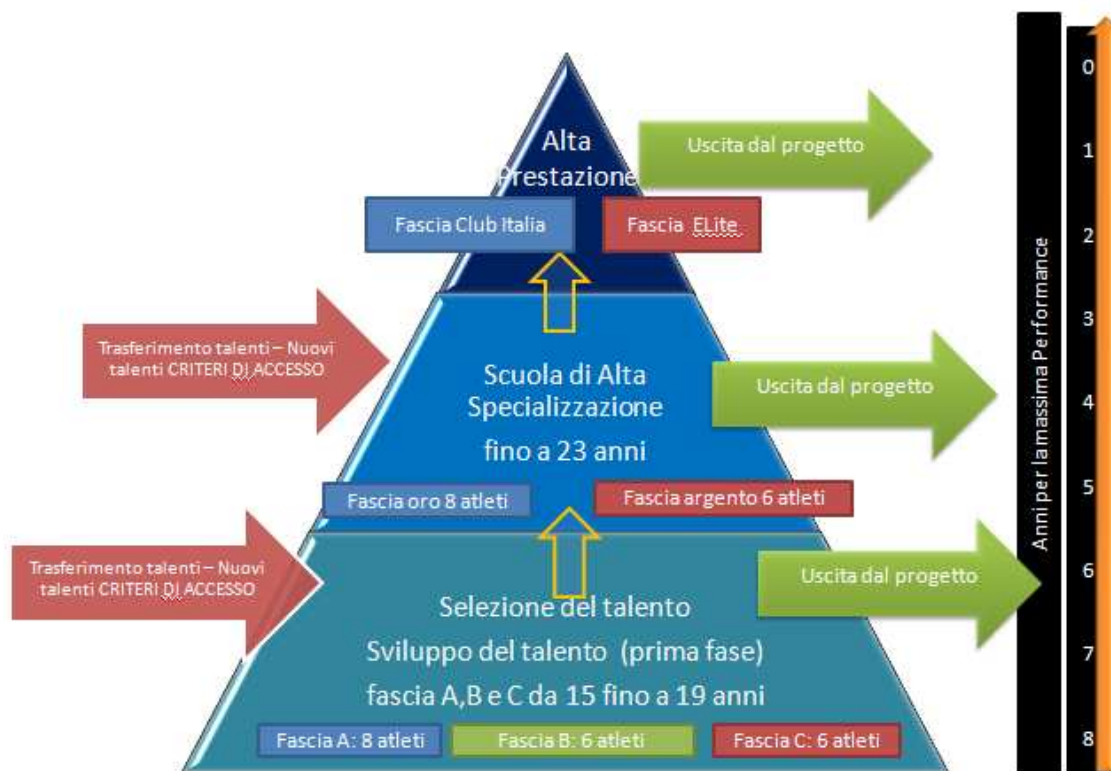 Alta
Prestazione
Uscita dal progetto
Fascia Club Italia
Fascia ELite
Trasferimento talenti – Nuovi
talenti CRITERI DI ACCESSO
Scuola di Alta
Specializzazione
fino a 23 anni
Uscita dal progetto
Fascia oro 8 atleti
Fascia argento 6 atleti
Trasferimento talenti – Nuovi
talenti CRITERI DI ACCESSO
Uscita dal progetto
Selezione del talento
Sviluppo del talento (prima fase)
fascia A,B e C da 15 fino a 19 anni
Fascia A: 8 atleti
Fascia B: 6 atleti
Fascia C: 6 atleti
Anni per la massima Performance
0
1
2
3
4
5
6
7
8